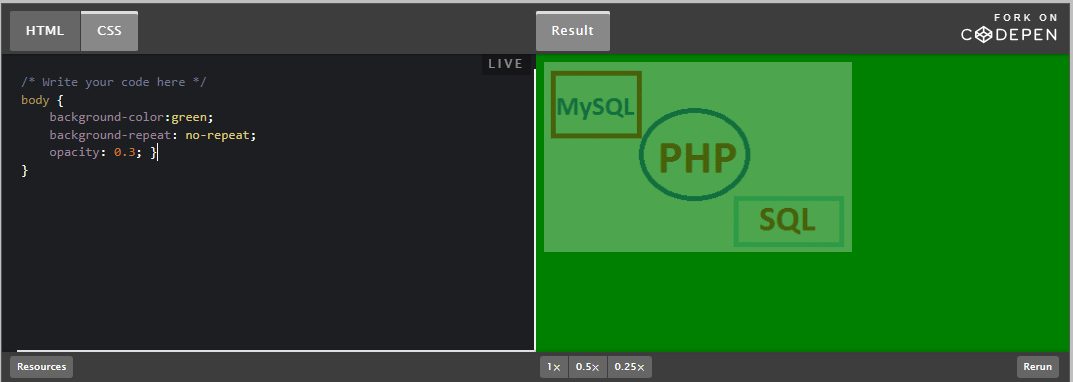 HTML
CSS
Result
FORK ON
CODEPEN
LIVE
/* Write your code here */
body {
background-color:green;
background-repeat: no-repeat;
opacity: 0.3; }
}
MySQL
PHP
SQL
Resources
1×
0.5×
0.25×
Rerun